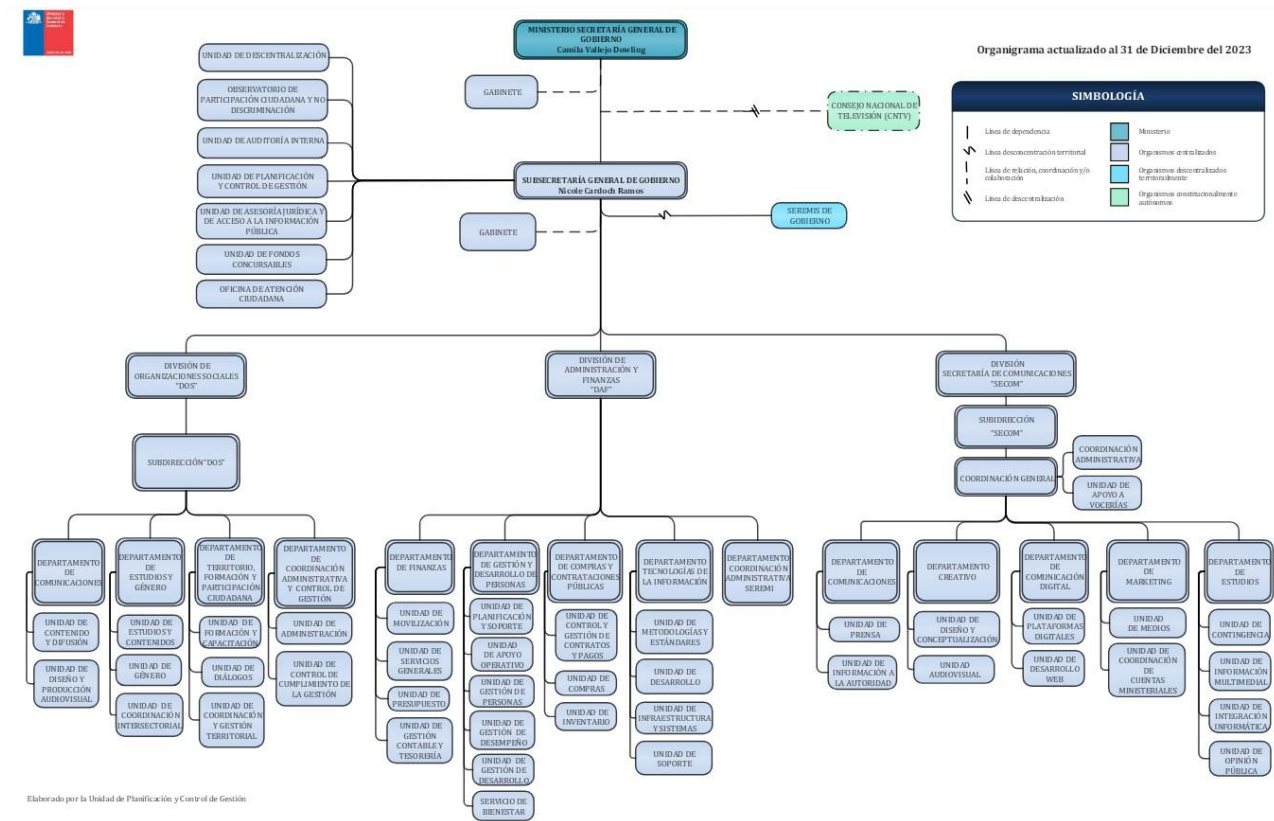 MINISTERIO SECRETARÍA GENERAL DE
GOBIERNO
Camila Vallejo Dowling
Organigrama actualizado al 31 de Diciembre del 2023
UNIDAD DE DESCENTRALIZACIÓN
OBSERVATORIO DE
PARTICIPACIÓN CIUDADANA Y NO
DISCRIMINACIÓN
UNIDAD DE AUDITORÍA INTERNA
UNIDAD DE PLANIFICACIÓN
Y CONTROL DE GESTIÓN
UNIDAD DE ASESORÍA JURÍDICA Y
DE ACCESO A LA INFORMACIÓN
PÚBLICA
UNIDAD DE FONDOS
CONCURSABLES
OFICINA DE ATENCIÓN
CIUDADANA
GABINETE
CONSEJO NACIONAL DE
TELEVISIÓN (CNTV)
SIMBOLOGÍA
Línea de dependencia
Línea desconcentración territorial
Línea de relación, coordinación y/o
colaboración
Línea de descentralización
Ministerio
Organismos centralizados
Organismos descentralizados
territorialmente
Organismos constitucionalmente
autónomos
SUBSECRETARÍA GENERAL DE GOBIERNO
Nicole Cardoch Ramos
GABINETE
SEREMIS DE
GOBIERNO
DIVISIÓN DE
ORGANIZACIONES SOCIALES
"DOS"
SUBDIRECCIÓN "DOS"
DIVISIÓN DE
ADMINISTRACIÓN Y
FINANZAS
"DAF"
DIVISIÓN
SECRETARÍA DE COMUNICACIONES
"SECOM"
SUBIDRECCIÓN
"SECOM"
COORDINACIÓN GENERAL
COORDINACIÓN
ADMINISTRATIVA
UNIDAD DE
APOYO A
VOCERÍAS
DEPARTAMENTO
DE
COMUNICACIONES
UNIDAD DE
CONTENIDO
Y DIFUSIÓN
UNIDAD DE
DISEÑO Y
PRODUCCIÓN
AUDIOVISUAL
DEPARTAMENTO
DE
ESTUDIOS Y
GÉNERO
UNIDAD DE
ESTUDIOS Y
CONTENIDOS
UNIDAD DE
GÉNERO
UNIDAD DE
COORDINACIÓN
INTERSECTORIAL
DEPARTAMENTO
DE
TERRITORIO,
FORMACIÓN Y
PARTICIPACIÓN
CIUDADANA
UNIDAD DE
FORMACIÓN Y
CAPACITACIÓN
UNIDAD DE
DIÁLOGOS
UNIDAD DE
COORDINACIÓN
Y GESTIÓN
TERRITORIAL
DEPARTAMENTO
DE
COORDINACIÓN
ADMINISTRATIVA
Y CONTROL DE
GESTIÓN
UNIDAD DE
ADMINISTRACIÓN
UNIDAD DE
CONTROL DE
CUMPLIMIENTO DE
LA GESTIÓN
DEPARTAMENTO
DE FINANZAS
UNIDAD DE
MOVILIZACIÓN
UNIDAD DE
SERVICIOS
GENERALES
UNIDAD DE
PRESUPUESTO
UNIDAD DE
GESTIÓN
CONTABLE Y
TESORERÍA
DEPARTAMENTO
DE GESTIÓN Y
DESARROLLO DE
PERSONAS
UNIDAD DE
PLANIFICACIÓN
Y SOPORTE
UNIDAD
DE APOYO
OPERATIVO
UNIDAD DE
GESTIÓN DE
PERSONAS
UNIDAD DE
GESTIÓN DE
DESEMPEÑO
UNIDAD DE
GESTIÓN DE
DESARROLLO
SERVICIO DE
BIENESTAR
DEPARTAMENTO
DE COMPRAS Y
CONTRATACIONES
PÚBLICAS
UNIDAD DE
CONTROL Y
GESTIÓN DE
CONTRATOS
Y PAGOS
UNIDAD DE
COMPRAS
UNIDAD DE
INVENTARIO
DEPARTAMENTO
TECNOLOGÍAS DE
LA INFORMACIÓN
UNIDAD DE
METODOLOGÍAS Y
ESTÁNDARES
UNIDAD DE
DESARROLLO
UNIDAD DE
INFRAESTRUCTURA
Y SISTEMAS
UNIDAD DE
SOPORTE
DEPARTAMENTO
COORDINACIÓN
ADMINISTRATIVA
SEREMI
DEPARTAMENTO
DE
COMUNICACIONES
UNIDAD DE
PRENSA
UNIDAD DE
INFORMACIÓN A
LA AUTORIDAD
DEPARTAMENTO
CREATIVO
UNIDAD DE
DISEÑO Y
CONCEPTUALIZACIÓN
UNIDAD
AUDIOVISUAL
DEPARTAMENTO
DE
COMUNICACIÓN
DIGITAL
UNIDAD DE
PLATAFORMAS
DIGITALES
UNIDAD DE
DESARROLLO
WEB
DEPARTAMENTO
DE
MARKETING
UNIDAD
DE MEDIOS
UNIDAD DE
COORDINACIÓN
DE
CUENTAS
MINISTERIALES
DEPARTAMENTO
DE
ESTUDIOS
UNIDAD DE
CONTINGENCIA
UNIDAD DE
INFORMACIÓN
MULTIMEDIAL
UNIDAD DE
INTEGRACIÓN
INFORMÁTICA
UNIDAD DE
OPINIÓN
PÚBLICA
Elaborado por la Unidad de Planificación y Control de Gestión